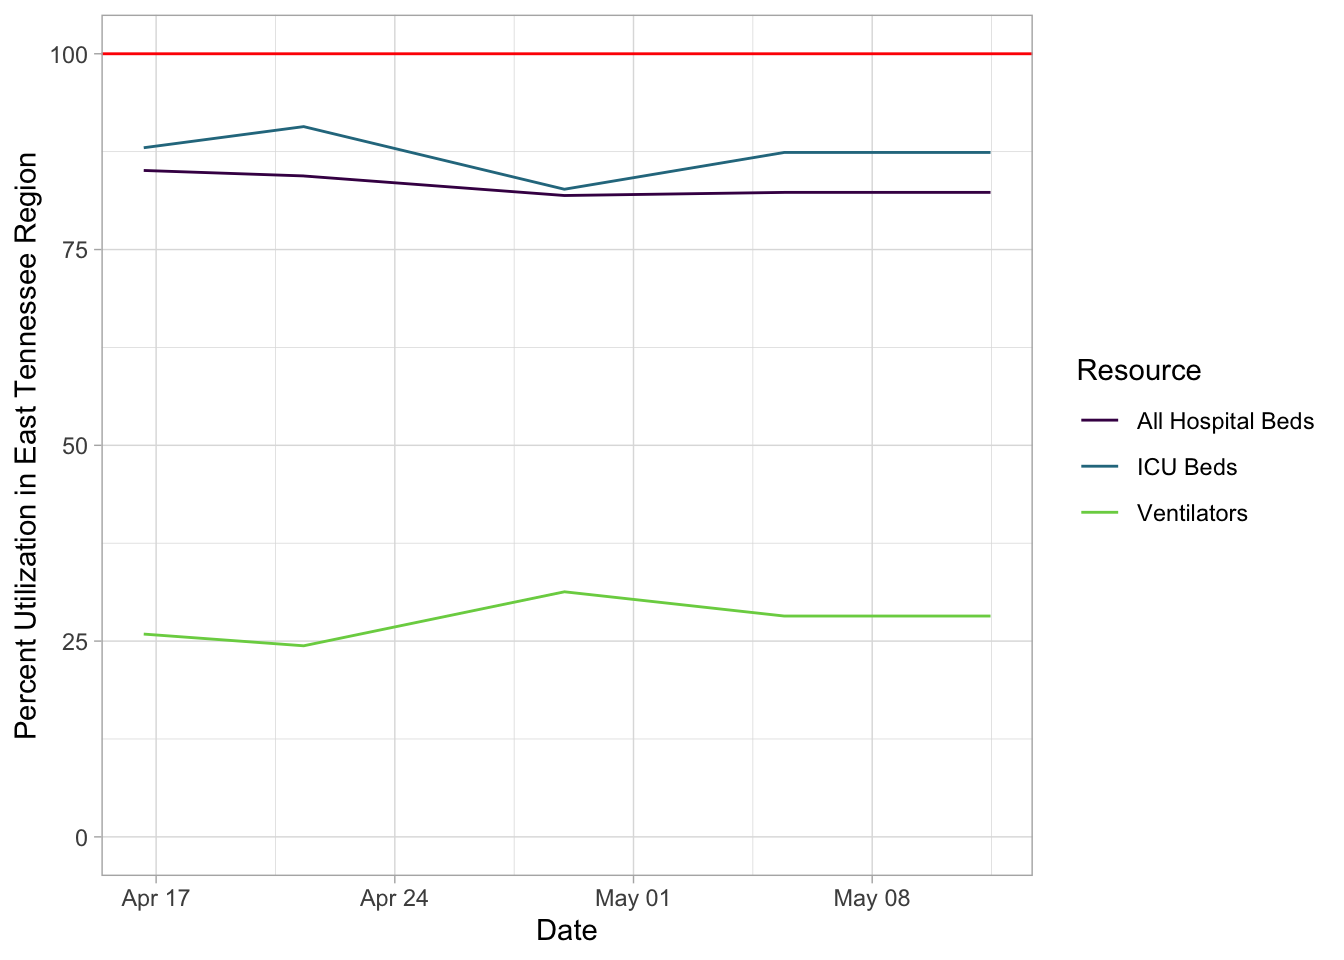 Percent Utilization in East Tennessee Region
100
75
50
25
0
Apr 17
Apr 24
May 01
May 08
Date
Resource
All Hospital Beds
ICU Beds
Ventilators